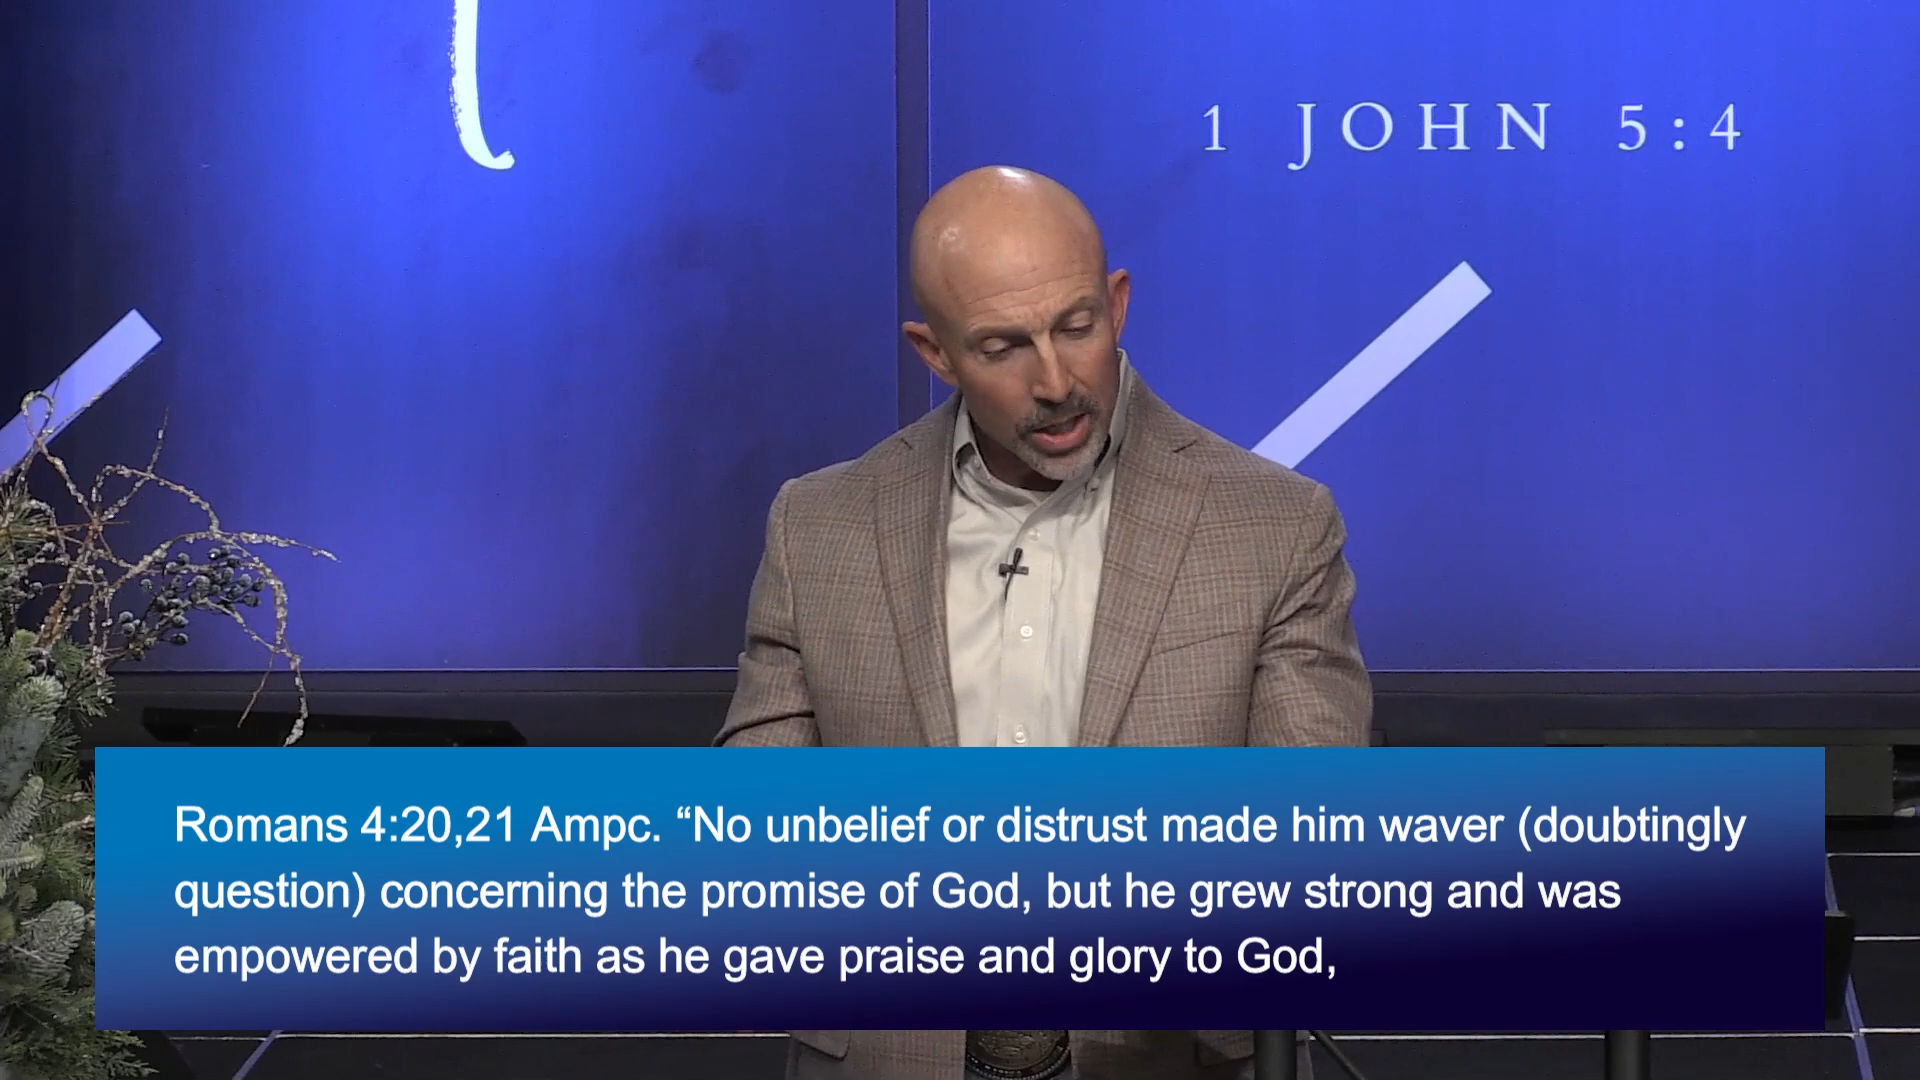 1 JOHN 5:4
Romans 4:20,21 Ampc. “No unbelief or distrust made him waver (doubtingly
question) concerning the promise of God, but he grew strong and was
empowered by faith as he gave praise and glory to God,